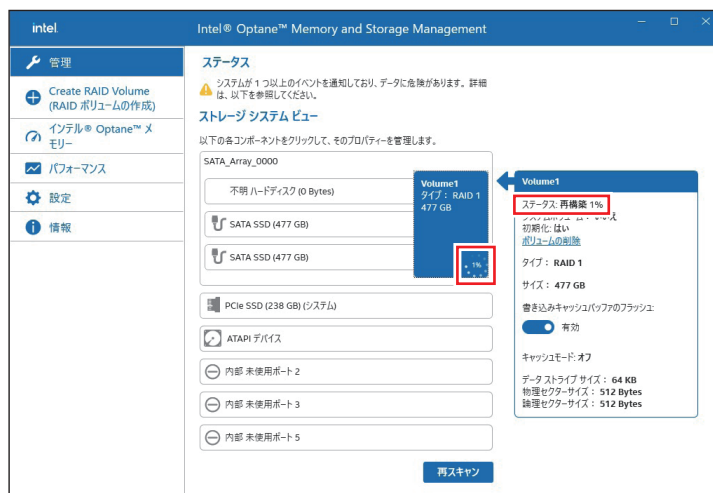 intel
Intel® Optane™ Memory and Storage Management
管理
Create RAID Volume
(RAID ボリュームの作成)
インテル® Optane™ メ
モリー
パフォーマンス
設定
情報
ステータス
システムが 1 つ以上のイベントを通知しており、データに危険があります。詳細
は、以下を参照してください。
ストレージ システム ビュー
以下の各コンポーネントをクリックして、そのプロパティーを管理します。
SATA_Array_0000
不明 ハードディスク (0 Bytes)
SATA SSD (477 GB)
SATA SSD (477 GB)
Volume1
タイプ : RAID 1
477 GB
1%
PCIe SSD (238 GB) (システム)
ATAPI デバイス
内部 未使用ポート 2
内部 未使用ポート 3
内部 未使用ポート 5
再スキャン
Volume1
ステータス: 再構築 1%
初期化: はい
ボリュームの削除
タイプ : RAID 1
サイズ : 477 GB
書き込みキャッシュバッファのフラッシュ:
有効
キャッシュモード: オフ
データ ストライプ サイズ : 64 KB
物理セクターサイズ : 512 Bytes
論理セクターサイズ : 512 Bytes